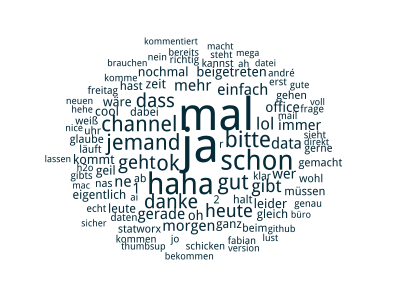 kommentiert
macht
bereits
nein richtig steht mega
brauchen kannst ah datei
nochmal beigetreten andré
komme erst gute
hast zeit mehr einfach gehen
freitag
neuen wäre dass mal office voll
hehe cool dabei frage
mail
weiß channel lol immer
nice uhr
glaube jemand ja r bitte data sieht
direkt
läuft gerne
lassen kommt geht ok schon gemacht
h2o geil
gibts ne ab haha gut klar wer wohl
mac nas 1 gibt müssen
eigentlich ai danke 2 halt leider genau
echt leute gerade oh heute gleich büro
daten
sicher statworx morgen ganz beim github
kommen jo fabian lust
thumbsup schicken version
bekommen